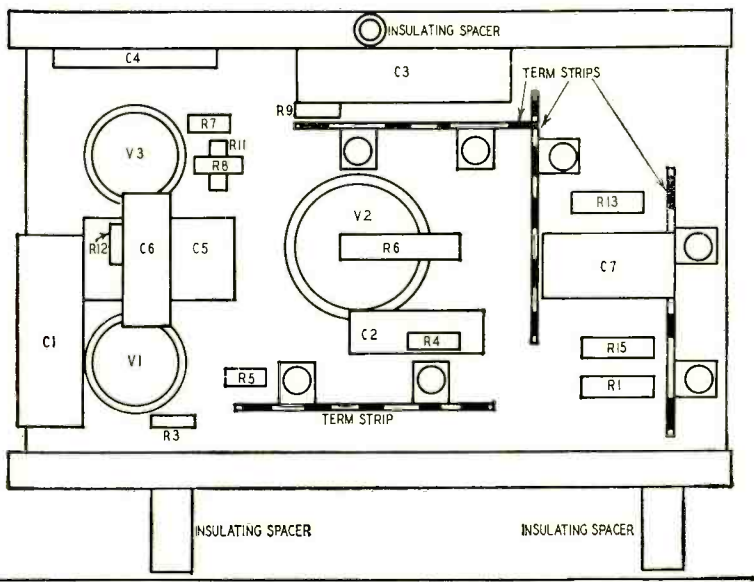 INSULATING SPACER
C4
C3
TERM STRIPS
R9
R7
V3
R11
R8
R13
V2
R12
C6
C5
R6
C7
C1
C2
R4
R15
V1
R5
R1
TERM STRIP
R3
INSULATING SPACER
INSULATING SPACER